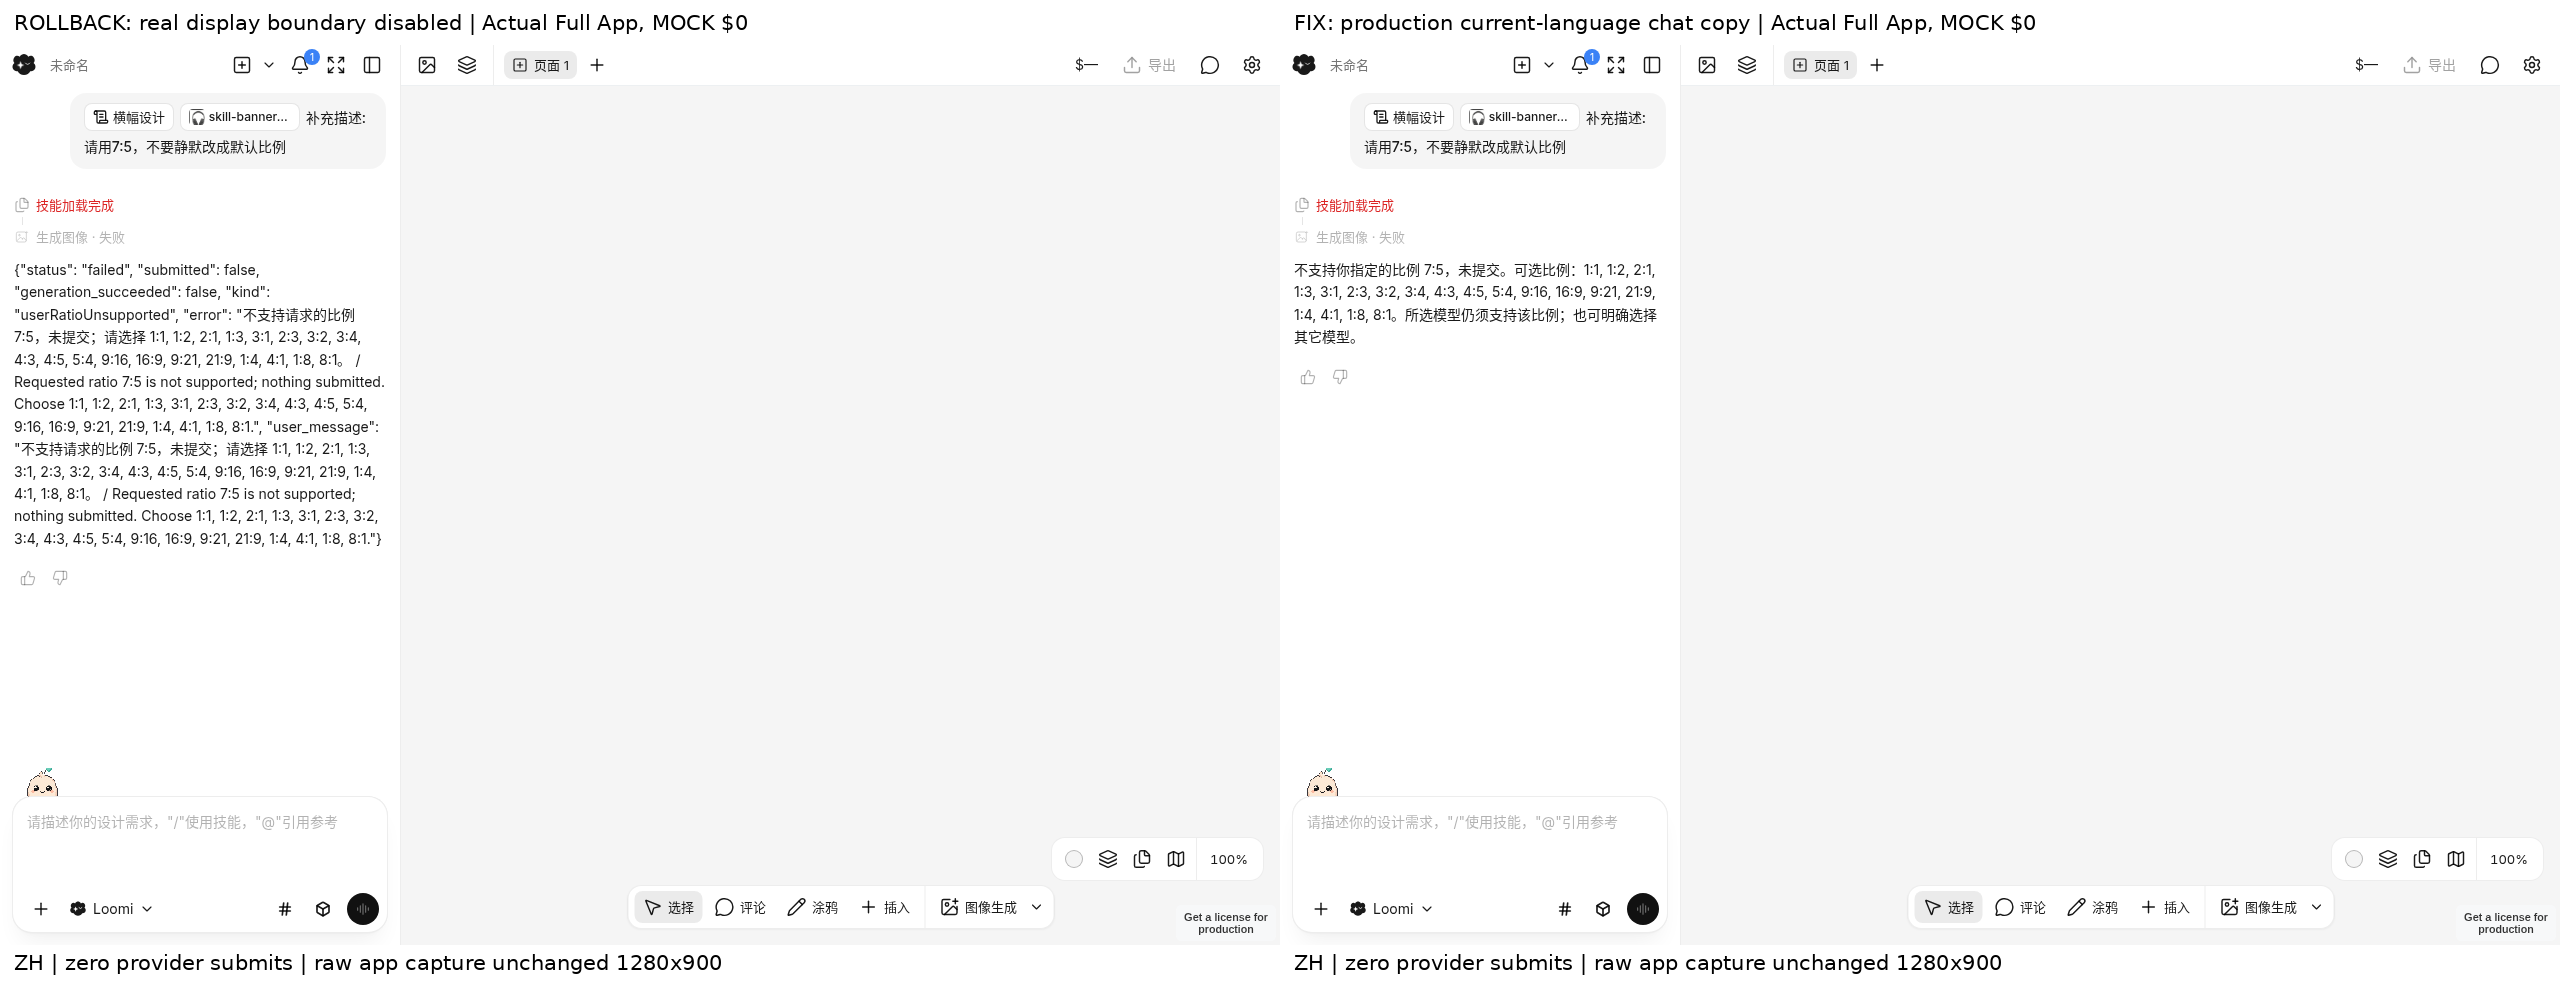 ROLLBACK: real display boundary disabled | Actual Full App, MOCK $0
未命名
1
页面 1
$—
导出
横幅设计
skill-banner...
补充描述:
请用7:5，不要静默改成默认比例
技能加载完成
生成图像 · 失败
{"status": "failed", "submitted": false,
"generation_succeeded": false, "kind":
"userRatioUnsupported", "error": "不支持请求的比例
7:5，未提交；请选择 1:1, 1:2, 2:1, 1:3, 3:1, 2:3, 3:2, 3:4,
4:3, 4:5, 5:4, 9:16, 16:9, 9:21, 21:9, 1:4, 4:1, 1:8, 8:1。 /
Requested ratio 7:5 is not supported; nothing submitted.
Choose 1:1, 1:2, 2:1, 1:3, 3:1, 2:3, 3:2, 3:4, 4:3, 4:5, 5:4,
9:16, 16:9, 9:21, 21:9, 1:4, 4:1, 1:8, 8:1.", "user_message":
"不支持请求的比例 7:5，未提交；请选择 1:1, 1:2, 2:1, 1:3,
3:1, 2:3, 3:2, 3:4, 4:3, 4:5, 5:4, 9:16, 16:9, 9:21, 21:9, 1:4,
4:1, 1:8, 8:1。 / Requested ratio 7:5 is not supported;
nothing submitted. Choose 1:1, 1:2, 2:1, 1:3, 3:1, 2:3, 3:2,
3:4, 4:3, 4:5, 5:4, 9:16, 16:9, 9:21, 21:9, 1:4, 4:1, 1:8, 8:1."}
请描述你的设计需求，"/"使用技能，"@"引用参考
Loomi
100%
选择
评论
涂鸦
插入
图像生成
Get a license for
production
ZH | zero provider submits | raw app capture unchanged 1280x900
FIX: production current-language chat copy | Actual Full App, MOCK $0
未命名
1
页面 1
$—
导出
横幅设计
skill-banner...
补充描述:
请用7:5，不要静默改成默认比例
技能加载完成
生成图像 · 失败
不支持你指定的比例 7:5，未提交。可选比例：1:1, 1:2, 2:1,
1:3, 3:1, 2:3, 3:2, 3:4, 4:3, 4:5, 5:4, 9:16, 16:9, 9:21, 21:9,
1:4, 4:1, 1:8, 8:1。所选模型仍须支持该比例；也可明确选择
其它模型。
请描述你的设计需求，"/"使用技能，"@"引用参考
Loomi
100%
选择
评论
涂鸦
插入
图像生成
Get a license for
production
ZH | zero provider submits | raw app capture unchanged 1280x900